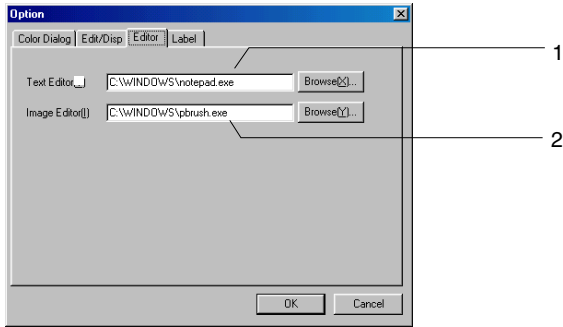 Option
Color Dialog Edit/Disp Editor Label
1
Text Editor(_) C:\WINDOWS\notepad.exe Browse(X)...
Image Editor(I) C:\WINDOWS\pbrush.exe Browse(Y)...
2
OK Cancel